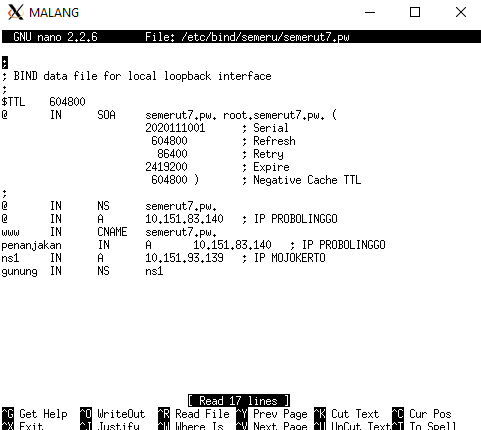 MALANG
GNU nano 2.2.6 File: /etc/bind/semeru/semerut7.pw
;
; BIND data file for local loopback interface
;
$TTL 604800
@ IN SOA semerut7.pw. root.semerut7.pw. (
2020111001 ; Serial
604800 ; Refresh
86400 ; Retry
2419200 ; Expire
604800 ) ; Negative Cache TTL
;
@ IN NS semerut7.pw.
@ IN A 10.151.83.140 ; IP PROBOLINGGO
www IN CNAME semerut7.pw.
penanjakan IN A 10.151.83.140 ; IP PROBOLINGGO
ns1 IN A 10.151.93.139 ; IP MOJOKERTO
gunung IN NS ns1
[ Read 17 lines ]
^G Get Help ^O WriteOut ^R Read File ^Y Prev Page ^K Cut Text ^C Cur Pos
^X Exit ^J Justify ^W Where Is ^V Next Page ^U UnCut Text ^T To Spell